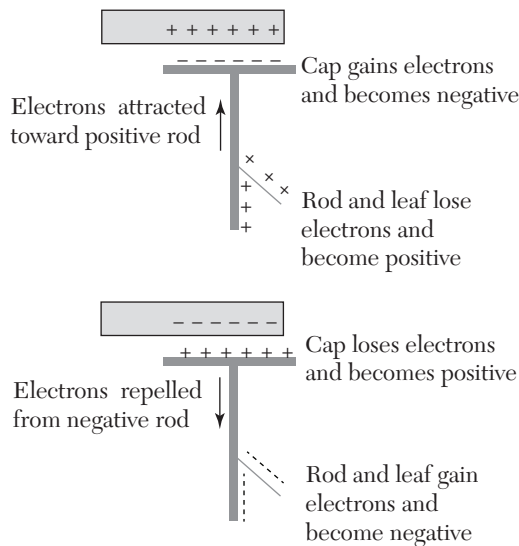 + + + + + +
− − − − − −
Cap gains electrons
and becomes negative
Electrons attracted
toward positive rod
× × ×
+
+
+
Rod and leaf lose
electrons and
become positive
− − − − − −
+ + + + + +
Cap loses electrons
and becomes positive
Electrons repelled
from negative rod
Rod and leaf gain
electrons and
become negative